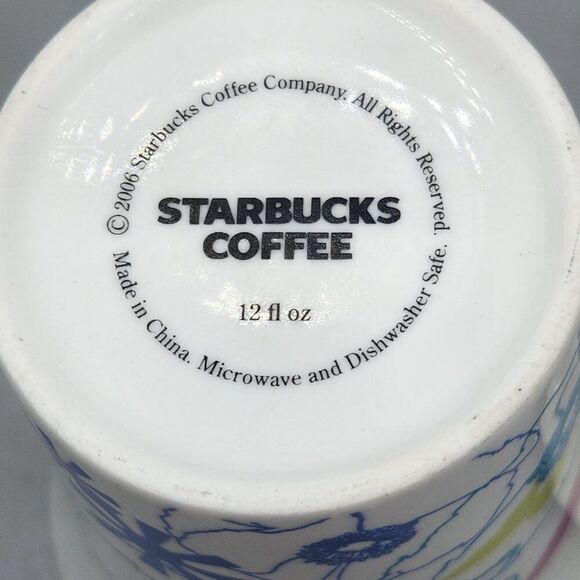 © 2006 Starbucks Coffee Company. All Rights Reserved.
STARBUCKS
COFFEE
12 fl oz
Made in China. Microwave and Dishwasher Safe.